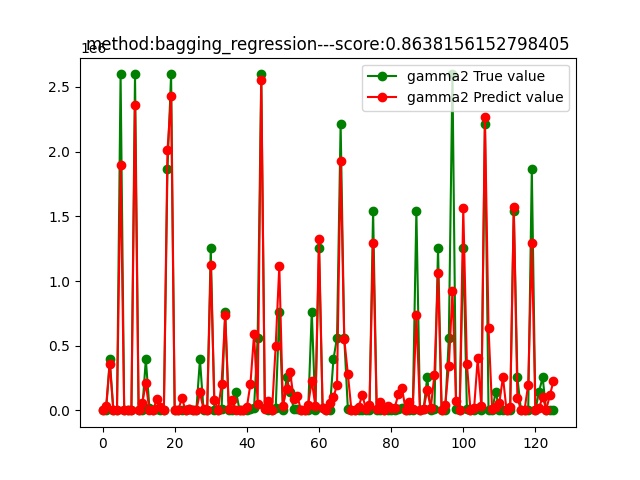 method:bagging_regression---score:0.8638156152798405
1e6
gamma2 True value
gamma2 Predict value
2.5
2.0
1.5
1.0
0.5
0.0
0 20 40 60 80 100 120